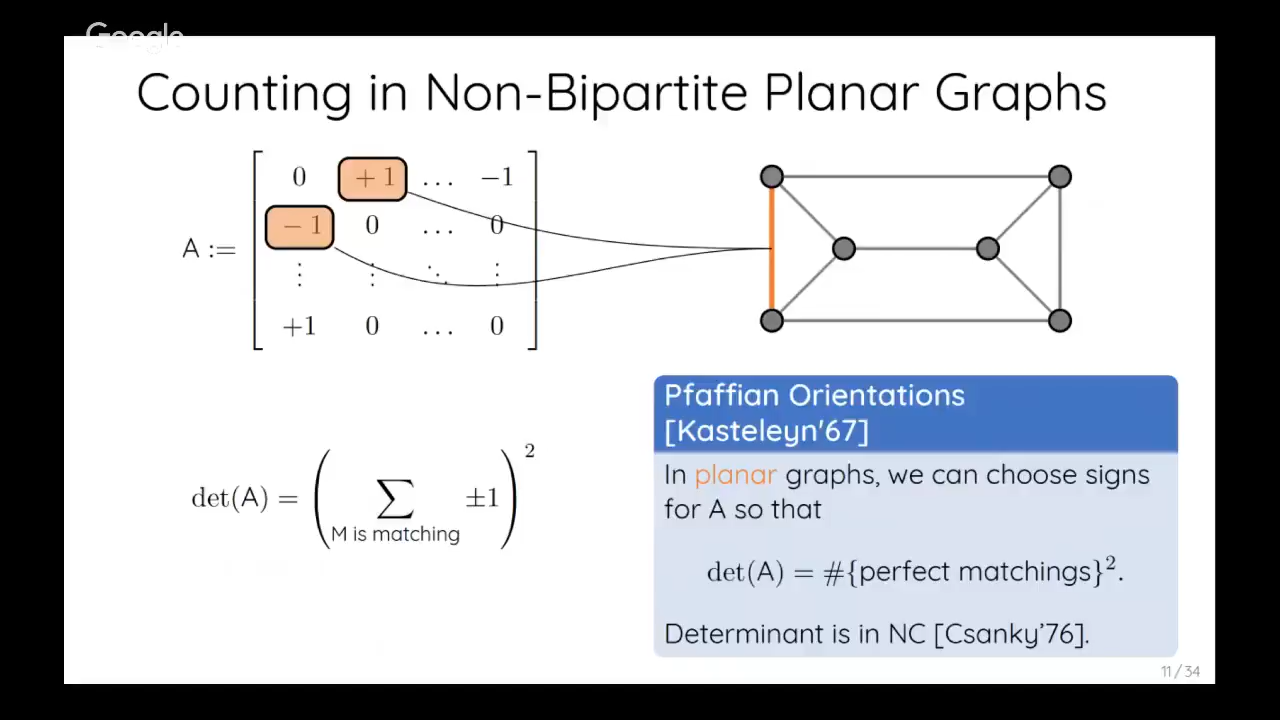 Google
Counting in Non-Bipartite Planar Graphs
A := [ 0 +1 … −1
−1 0 … 0
⋮ ⋮ ⋱ ⋮
+1 0 … 0 ]
det(A) = ( ∑ ±1 )²
M is matching
Pfaffian Orientations
[Kasteleyn'67]
In planar graphs, we can choose signs
for A so that
det(A) = #{perfect matchings}².
Determinant is in NC [Csanky’76].
11 / 34